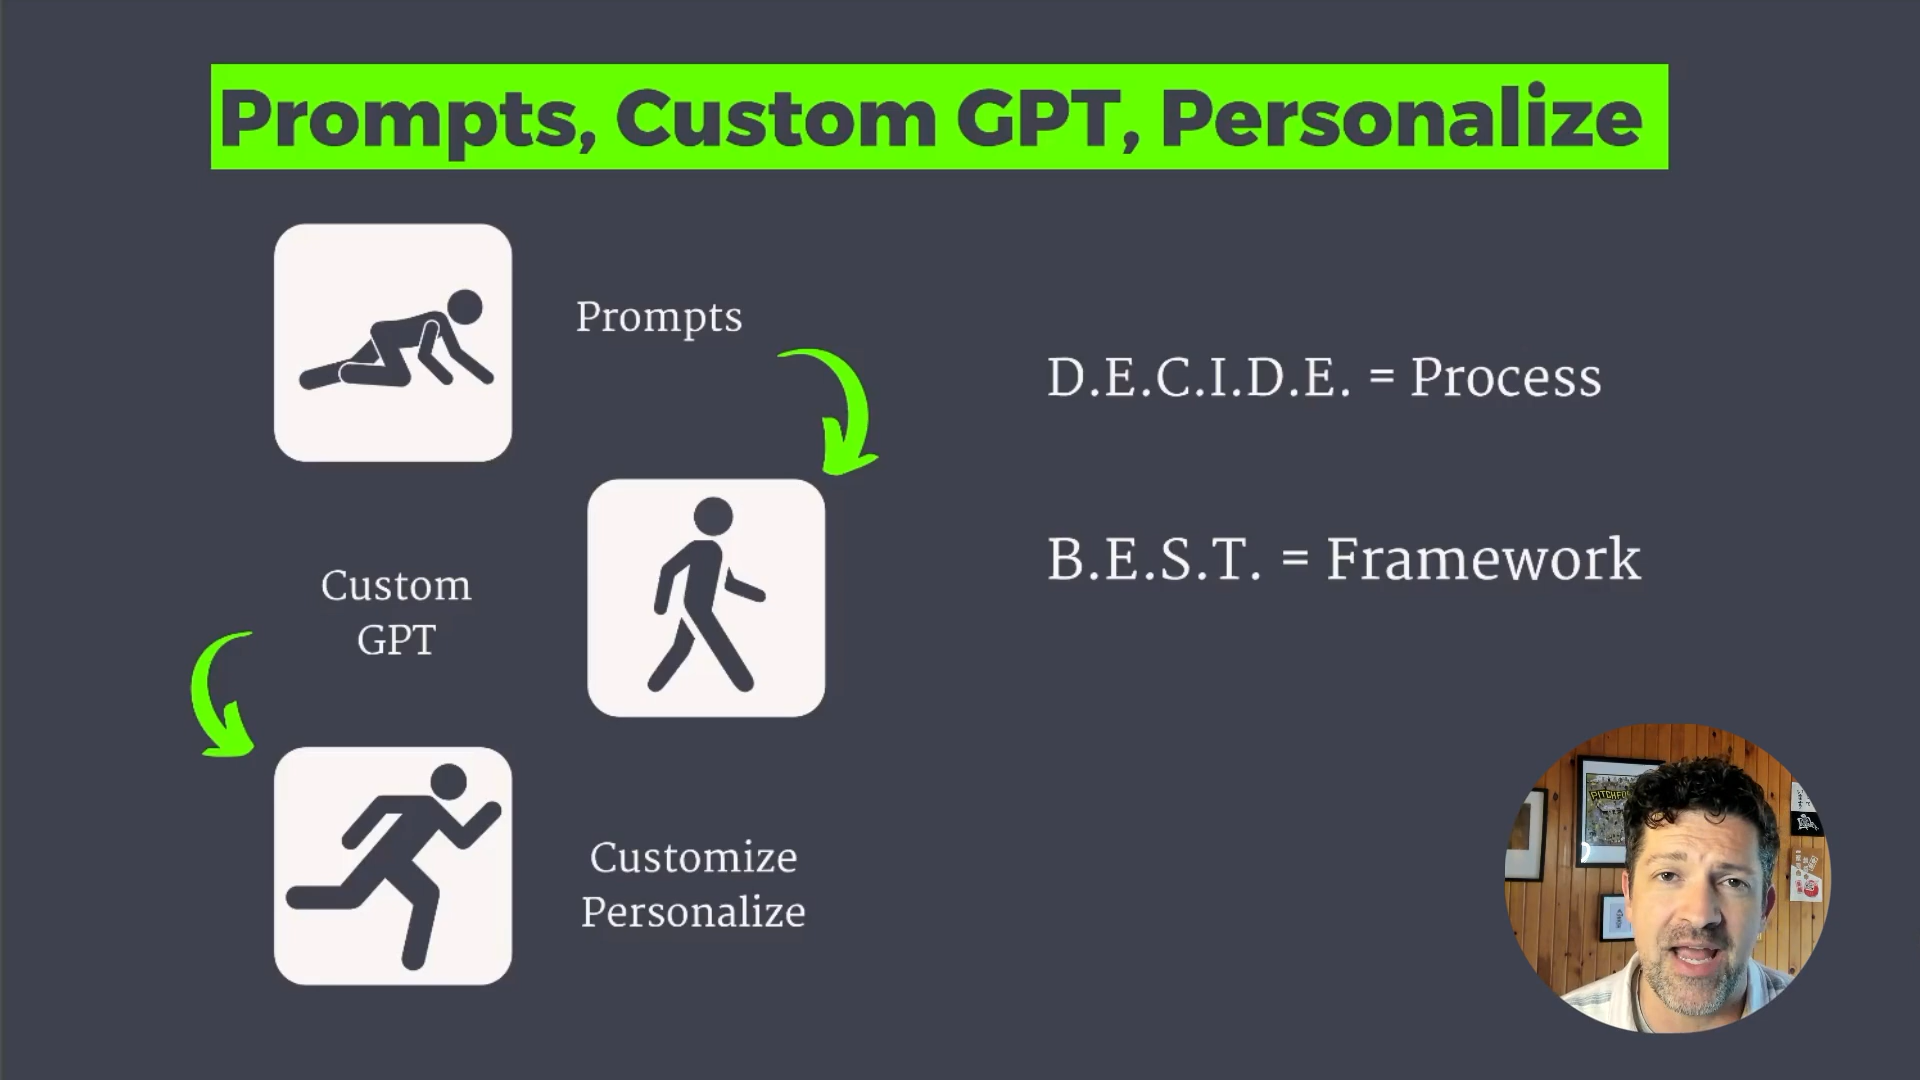 Prompts, Custom GPT, Personalize
Prompts
Custom
GPT
Customize
Personalize
D.E.C.I.D.E. = Process
B.E.S.T. = Framework